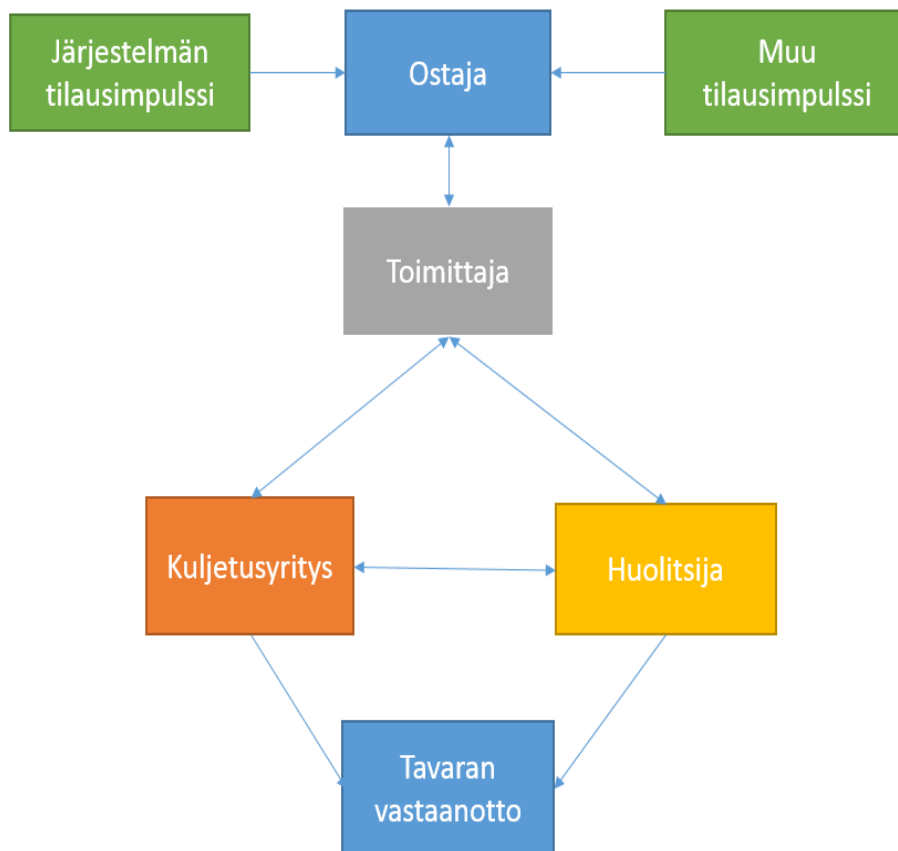 Järjestelmän
tilausimpulssi
Ostaja
Muu
tilausimpulssi
Toimittaja
Kuljetusyritys
Huolitsija
Tavaran
vastaanotto